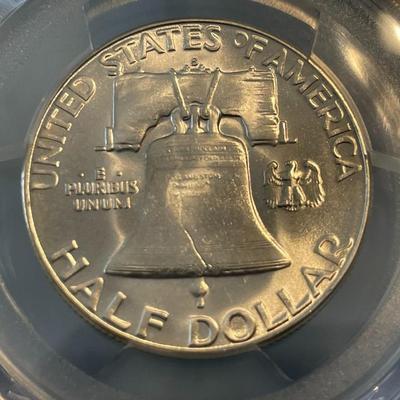 UNITED STATES OF AMERICA
E
PLURIBUS
UNUM
HALF DOLLAR